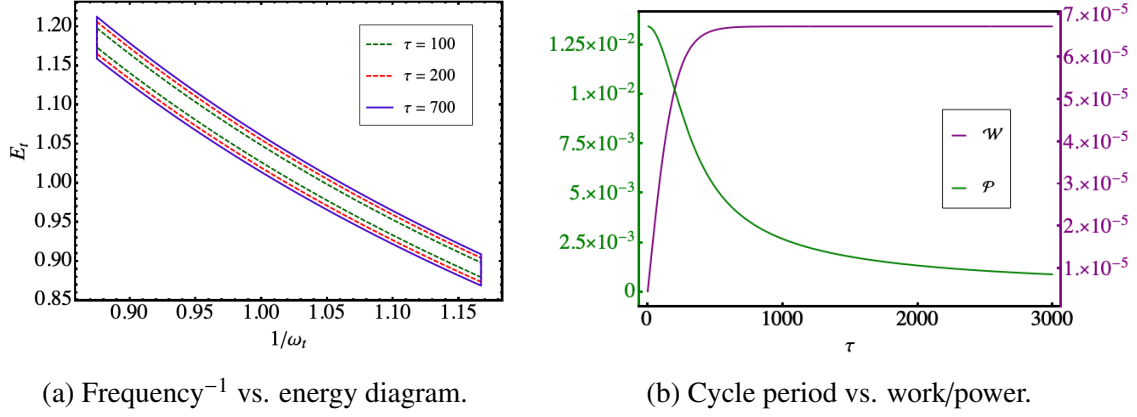 1.20
1.15
1.10
1.05
1.00
0.95
0.90
0.85
E_t
0.90 0.95 1.00 1.05 1.10 1.15
1/ω_t
τ = 100
τ = 200
τ = 700
(a) Frequency⁻¹ vs. energy diagram.
1.25×10⁻²
1.×10⁻²
7.5×10⁻³
5.×10⁻³
2.5×10⁻³
0
7.×10⁻⁵
6.×10⁻⁵
5.×10⁻⁵
4.×10⁻⁵
3.×10⁻⁵
2.×10⁻⁵
1.×10⁻⁵
0 1000 2000 3000
τ
𝒲
𝒫
(b) Cycle period vs. work/power.